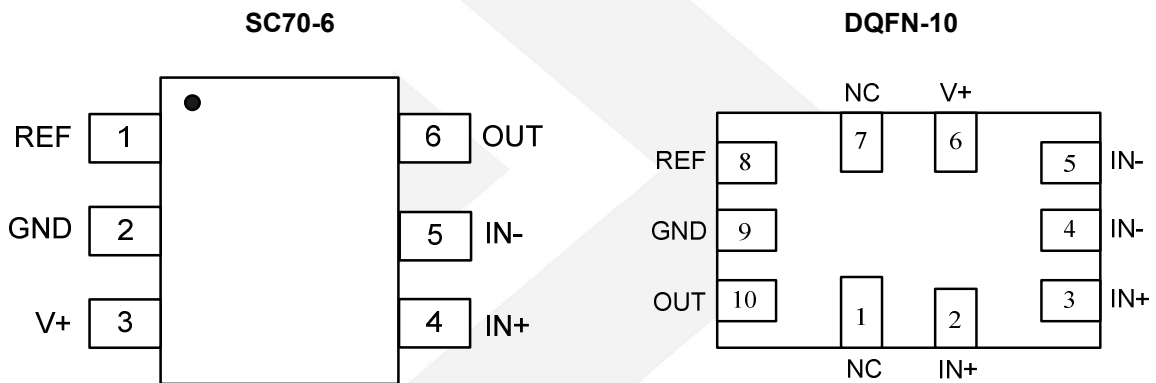 SC70-6
REF 1 6 OUT
GND 2 5 IN-
V+ 3 4 IN+
DQFN-10
NC V+
7 6
REF 8 5 IN-
GND 9 4 IN-
OUT 10 3 IN+
1 2
NC IN+